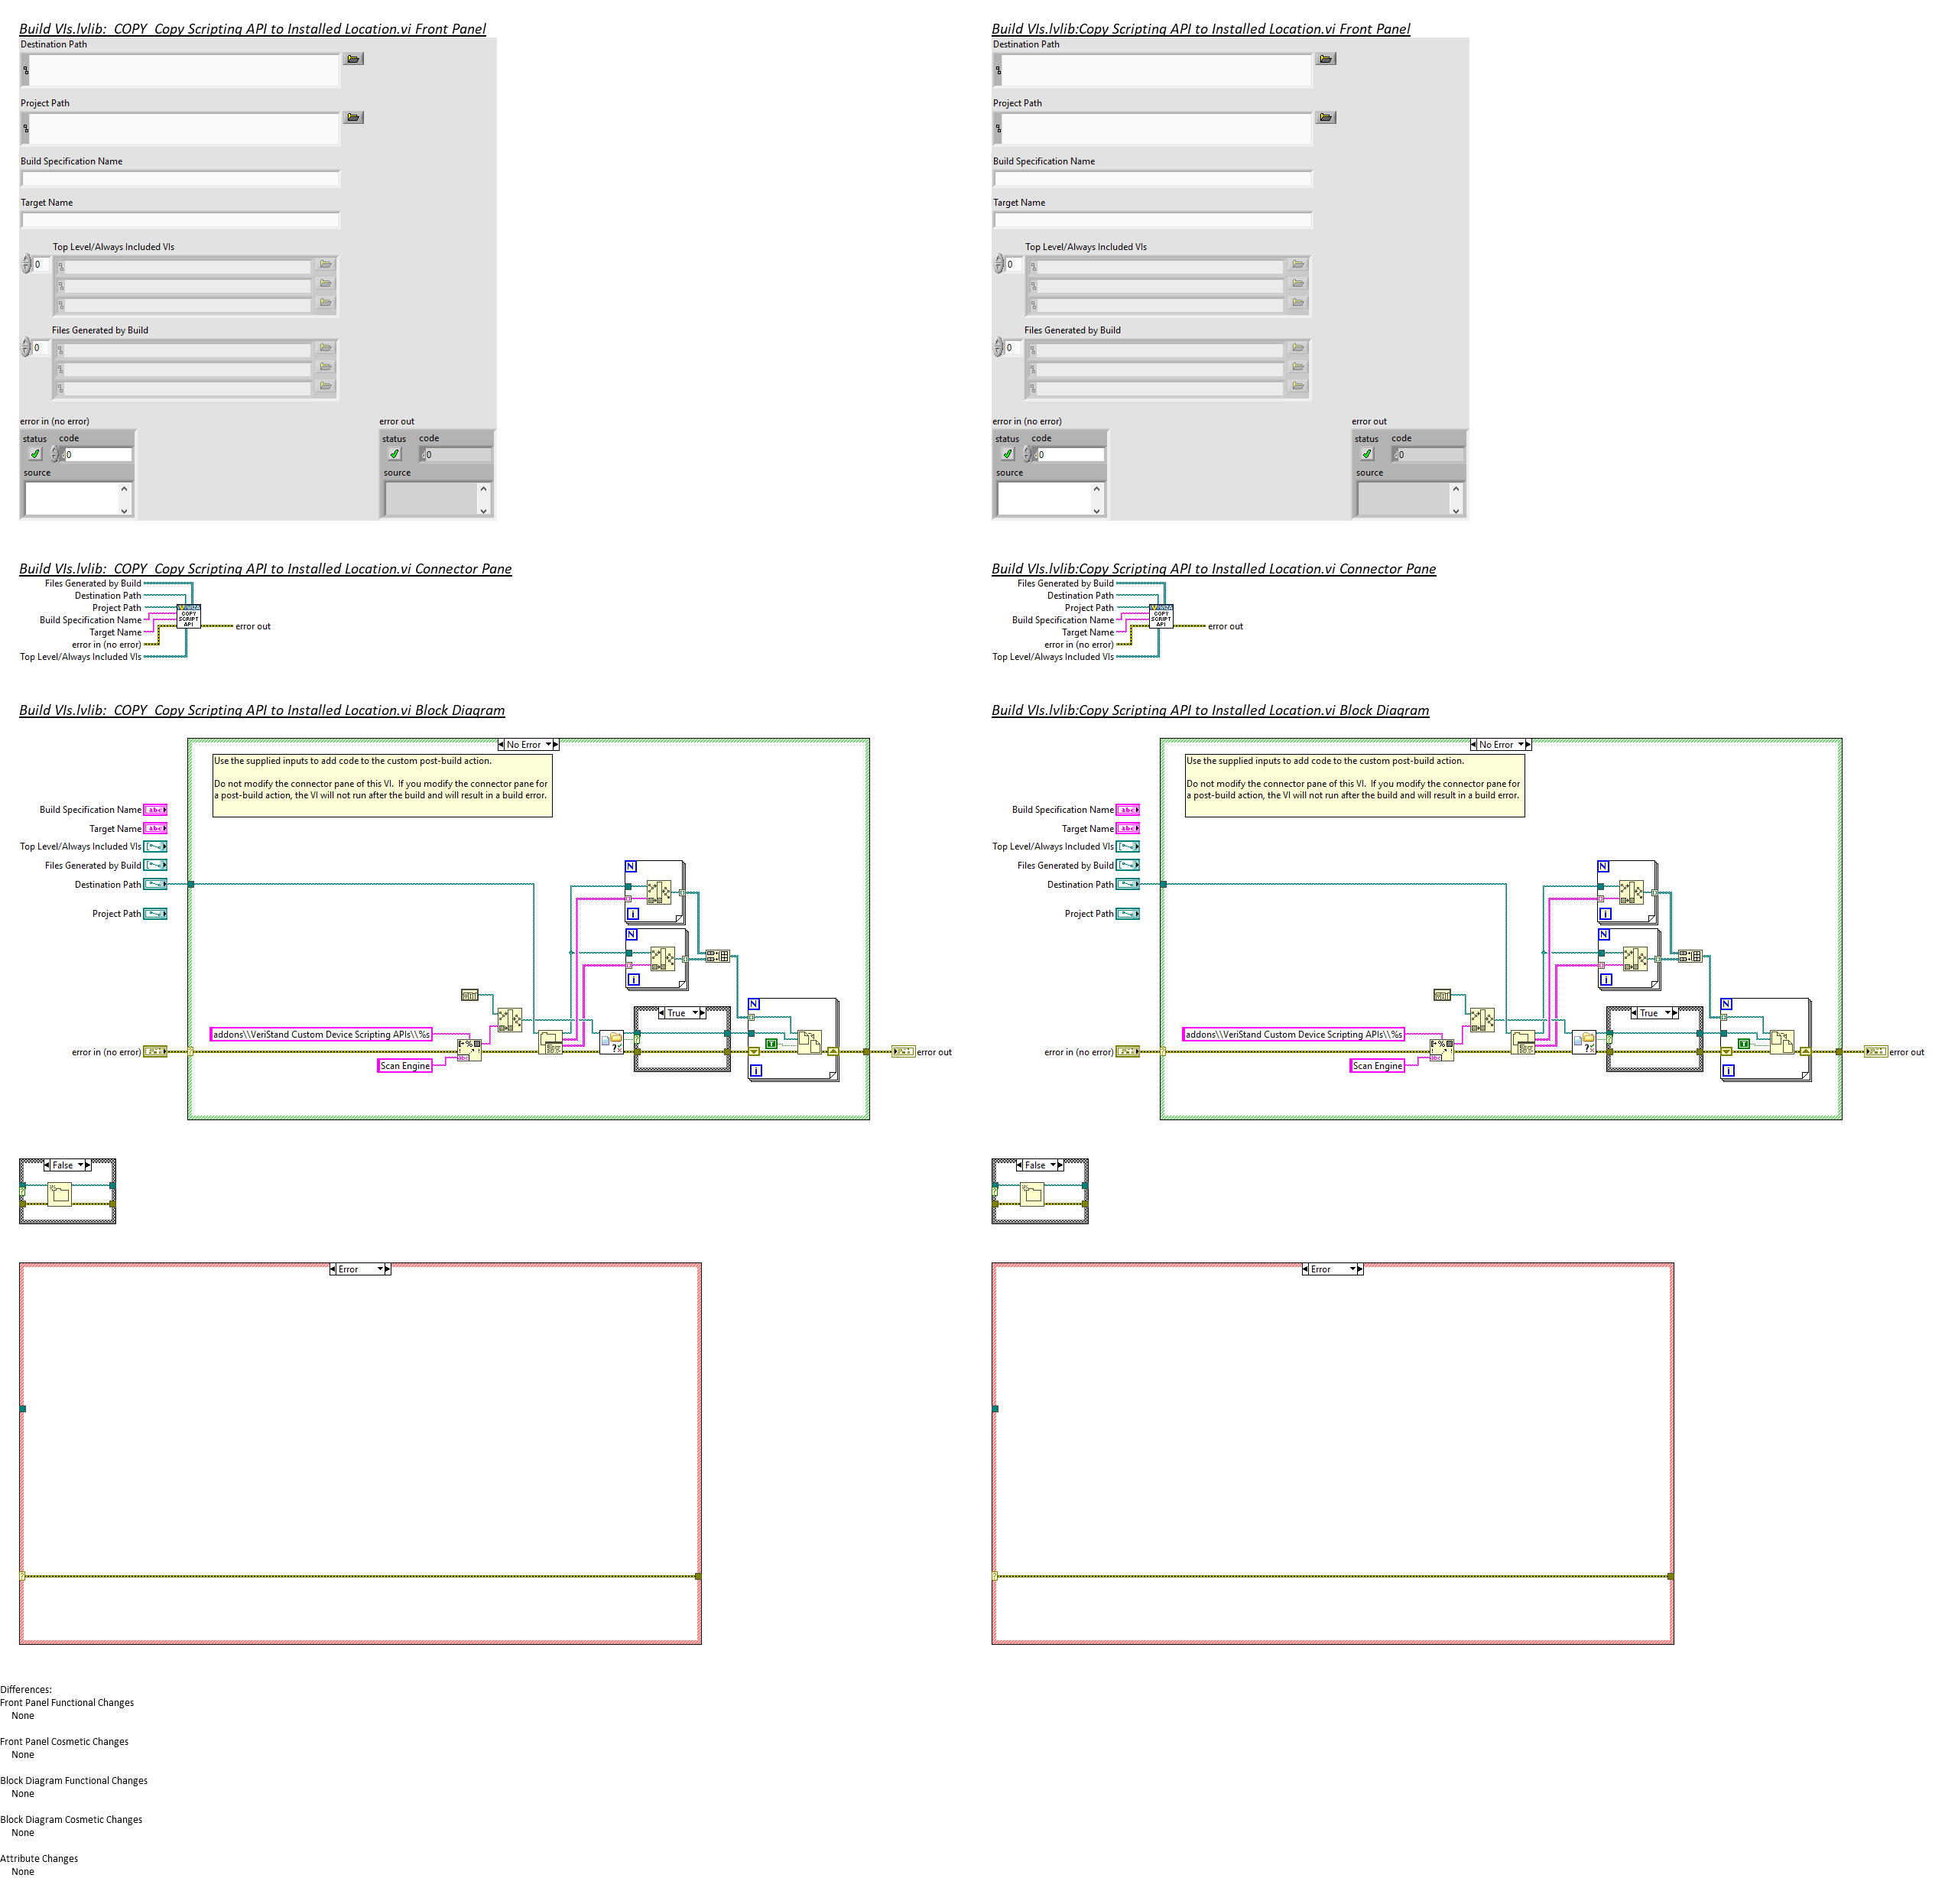 Build VIs.lvlib:  COPY  Copy Scripting API to Installed Location.vi Front Panel
Destination Path
Project Path
Build Specification Name
Target Name
Top Level/Always Included VIs
0
Files Generated by Build
0
error in (no error)
error out
status code
0
source
status code
0
source
Build VIs.lvlib:Copy Scripting API to Installed Location.vi Front Panel
Destination Path
Project Path
Build Specification Name
Target Name
Top Level/Always Included VIs
0
Files Generated by Build
0
error in (no error)
error out
status code
0
source
status code
0
source
Build VIs.lvlib:  COPY  Copy Scripting API to Installed Location.vi Connector Pane
Files Generated by Build
Destination Path
Project Path
Build Specification Name
Target Name
error in (no error)
Top Level/Always Included VIs
COPY
SCRIPT
API
error out
Build VIs.lvlib:Copy Scripting API to Installed Location.vi Connector Pane
Files Generated by Build
Destination Path
Project Path
Build Specification Name
Target Name
error in (no error)
Top Level/Always Included VIs
COPY
SCRIPT
API
error out
Build VIs.lvlib:  COPY  Copy Scripting API to Installed Location.vi Block Diagram
No Error
Use the supplied inputs to add code to the custom post-build action.
Do not modify the connector pane of this VI.  If you modify the connector pane for
a post-build action, the VI will not run after the build and will result in a build error.
Build Specification Name
abc
Target Name
abc
Top Level/Always Included VIs
Files Generated by Build
Destination Path
Project Path
N
i
N
i
True
N
addons\\VeriStand Custom Device Scripting APIs\\%s
T
error in (no error)
error out
Scan Engine
i
False
Error
Build VIs.lvlib:Copy Scripting API to Installed Location.vi Block Diagram
No Error
Use the supplied inputs to add code to the custom post-build action.
Do not modify the connector pane of this VI.  If you modify the connector pane for
a post-build action, the VI will not run after the build and will result in a build error.
Build Specification Name
abc
Target Name
abc
Top Level/Always Included VIs
Files Generated by Build
Destination Path
Project Path
N
i
N
i
True
N
addons\\VeriStand Custom Device Scripting APIs\\%s
T
error in (no error)
error out
Scan Engine
i
False
Error
Differences:
Front Panel Functional Changes
None
Front Panel Cosmetic Changes
None
Block Diagram Functional Changes
None
Block Diagram Cosmetic Changes
None
Attribute Changes
None